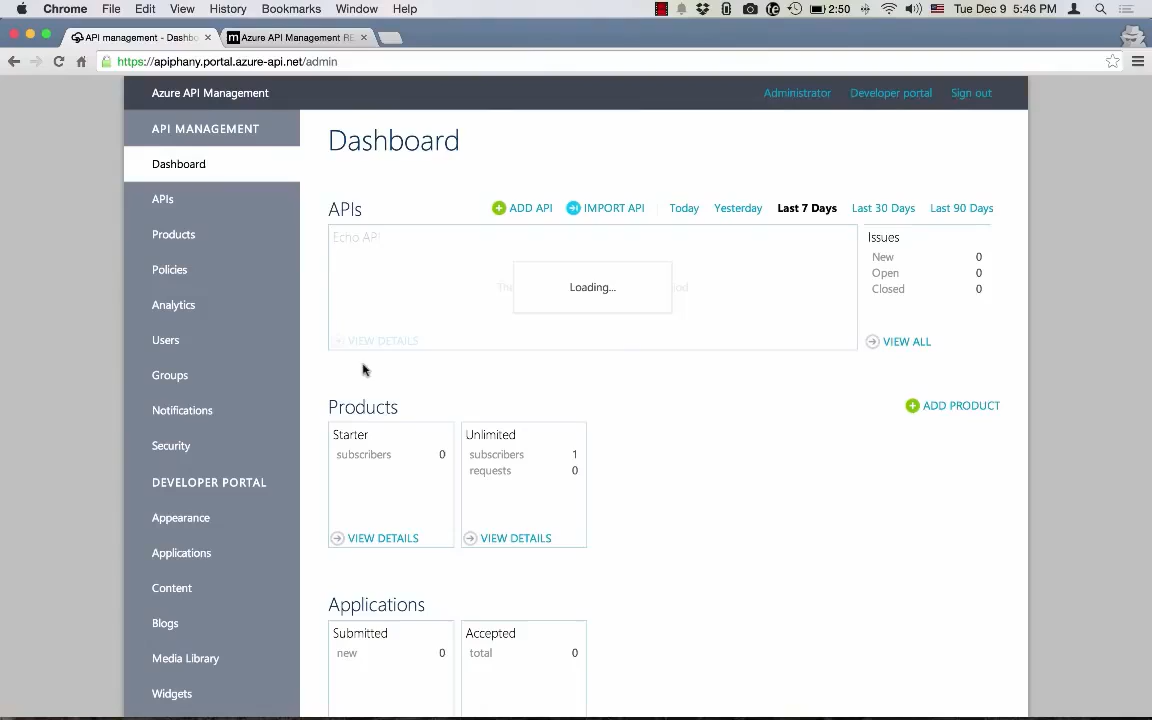 Chrome File Edit View History Bookmarks Window Help 2:50 Tue Dec 9 5:46 PM
API management - Dashbo Azure API Management RE
https://apiphany.portal.azure-api.net/admin
Azure API Management Administrator Developer portal Sign out
API MANAGEMENT
Dashboard
APIs
Products
Policies
Analytics
Users
Groups
Notifications
Security
DEVELOPER PORTAL
Appearance
Applications
Content
Blogs
Media Library
Widgets
Dashboard
APIs ADD API IMPORT API Today Yesterday Last 7 Days Last 30 Days Last 90 Days
Echo API
Loading...
VIEW DETAILS
Issues
New 0
Open 0
Closed 0
VIEW ALL
Products ADD PRODUCT
Starter
subscribers 0
VIEW DETAILS
Unlimited
subscribers 1
requests 0
VIEW DETAILS
Applications
Submitted
new 0
Accepted
total 0